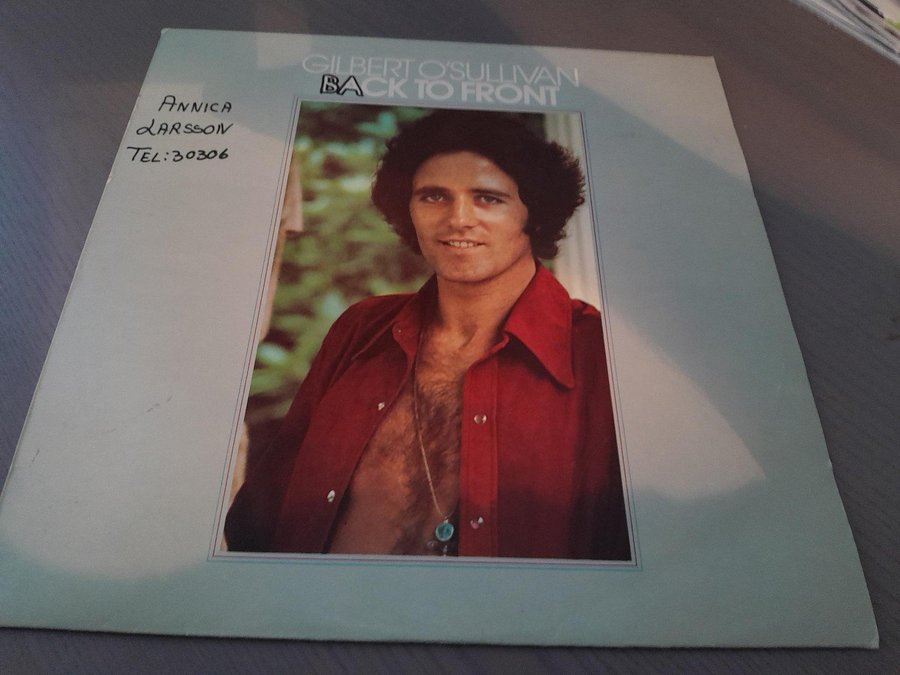 GILBERT O'SULLIVAN
BACK TO FRONT
ANNICA
LARSSON
TEL: 30306